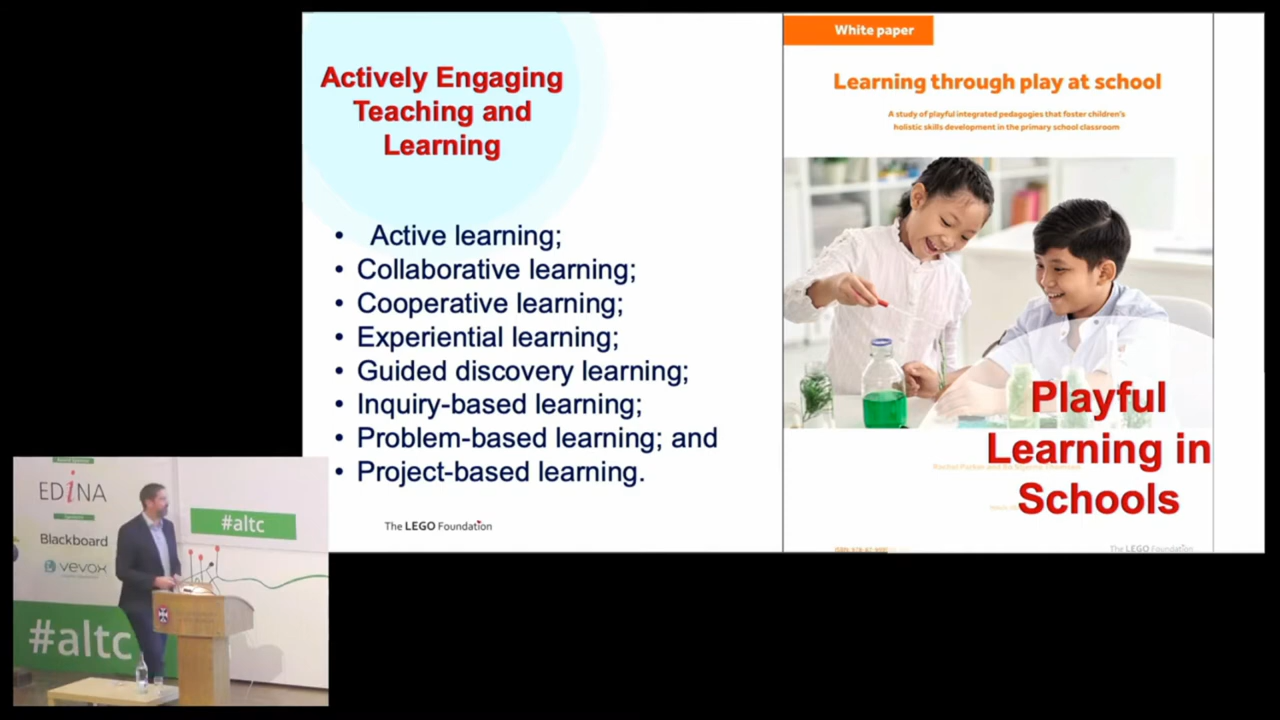 Actively Engaging
Teaching and
Learning
• Active learning;
• Collaborative learning;
• Cooperative learning;
• Experiential learning;
• Guided discovery learning;
• Inquiry-based learning;
• Problem-based learning; and
• Project-based learning.
The LEGO Foundation
White paper
Learning through play at school
A study of playful integrated pedagogies that foster children's
holistic skills development in the primary school classroom
Playful
Learning in
Schools
The LEGO Foundation
EDiNA
Blackboard
vevox
#altc
#altc